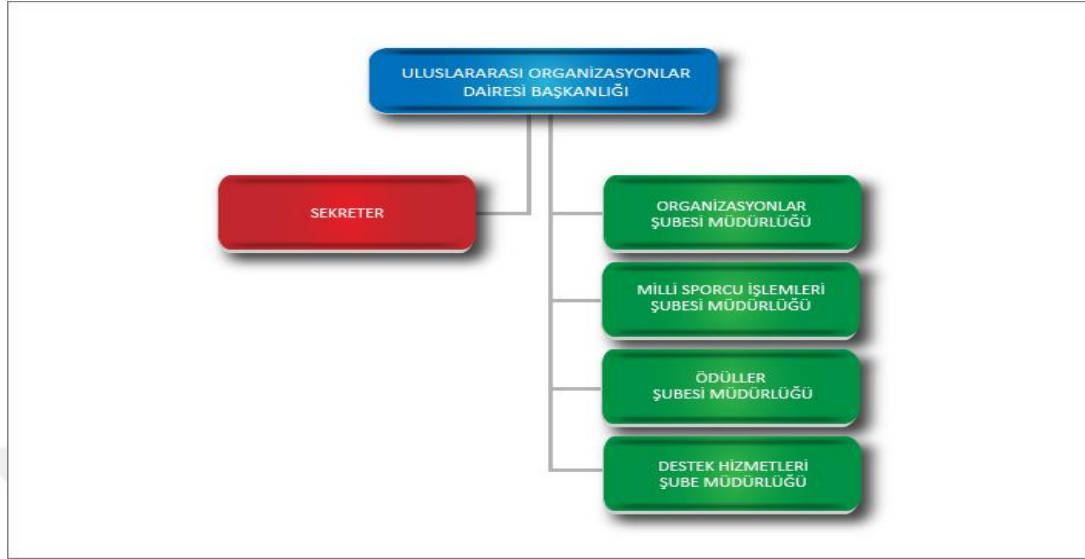 ULUSLARARASI ORGANİZASYONLAR
DAİRESİ BAŞKANLIĞI
SEKRETER
ORGANİZASYONLAR
ŞUBESİ MÜDÜRLÜĞÜ
MİLLİ SPORCU İŞLEMLERİ
ŞUBESİ MÜDÜRLÜĞÜ
ÖDÜLLER
ŞUBESİ MÜDÜRLÜĞÜ
DESTEK HİZMETLERİ
ŞUBE MÜDÜRLÜĞÜ